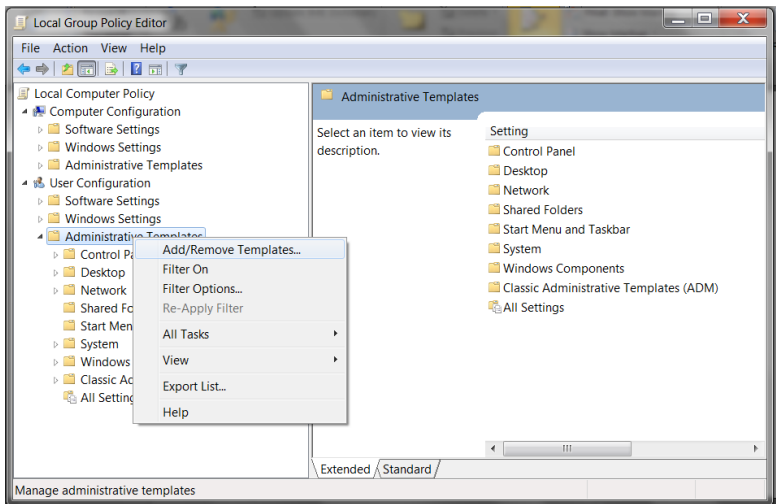 Local Group Policy Editor
File Action View Help
Local Computer Policy
Computer Configuration
Software Settings
Windows Settings
Administrative Templates
User Configuration
Software Settings
Windows Settings
Administrative Templates
Control Pa
Desktop
Network
Shared Fo
Start Men
System
Windows
Classic Ad
All Setting
Add/Remove Templates...
Filter On
Filter Options...
Re-Apply Filter
All Tasks
View
Export List...
Help
Administrative Templates
Select an item to view its
description.
Setting
Control Panel
Desktop
Network
Shared Folders
Start Menu and Taskbar
System
Windows Components
Classic Administrative Templates (ADM)
All Settings
Extended Standard
Manage administrative templates